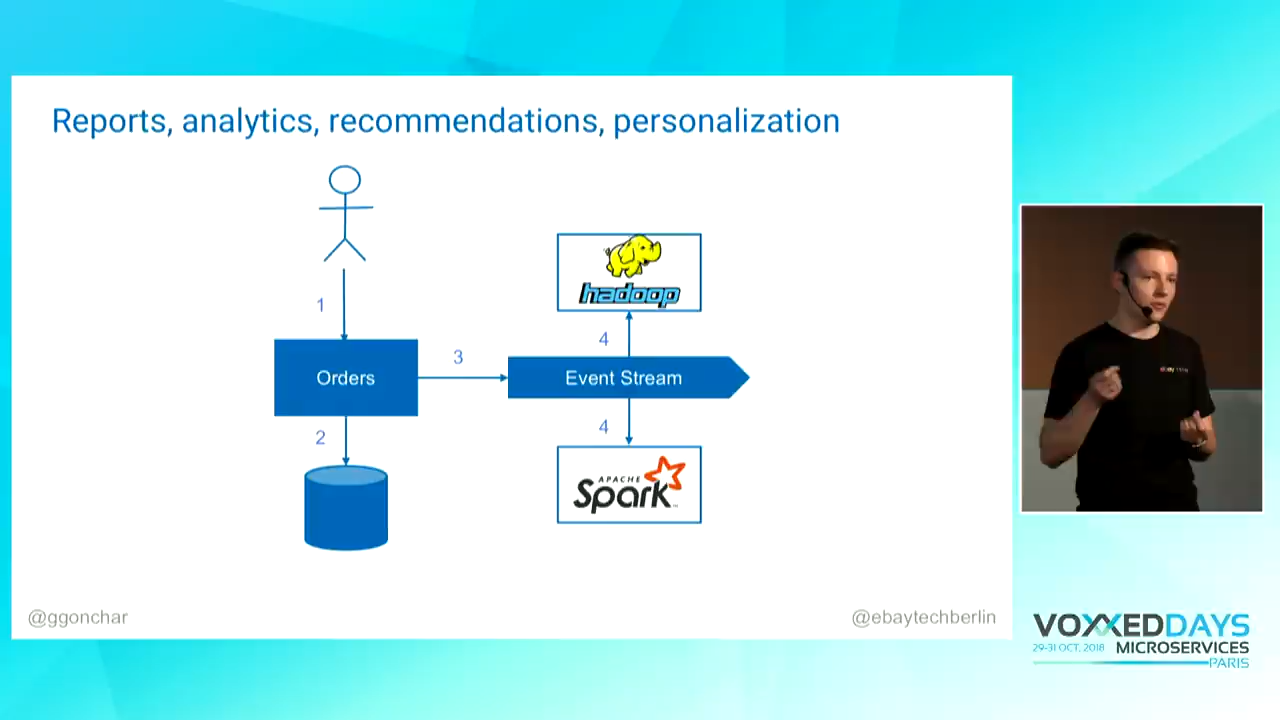 Reports, analytics, recommendations, personalization
1
hadoop
4
3
Orders
Event Stream
2
4
APACHE
Spark
@ggonchar
@ebaytechberlin
VOXXEDDAYS
29-31 OCT. 2018 MICROSERVICES
PARIS